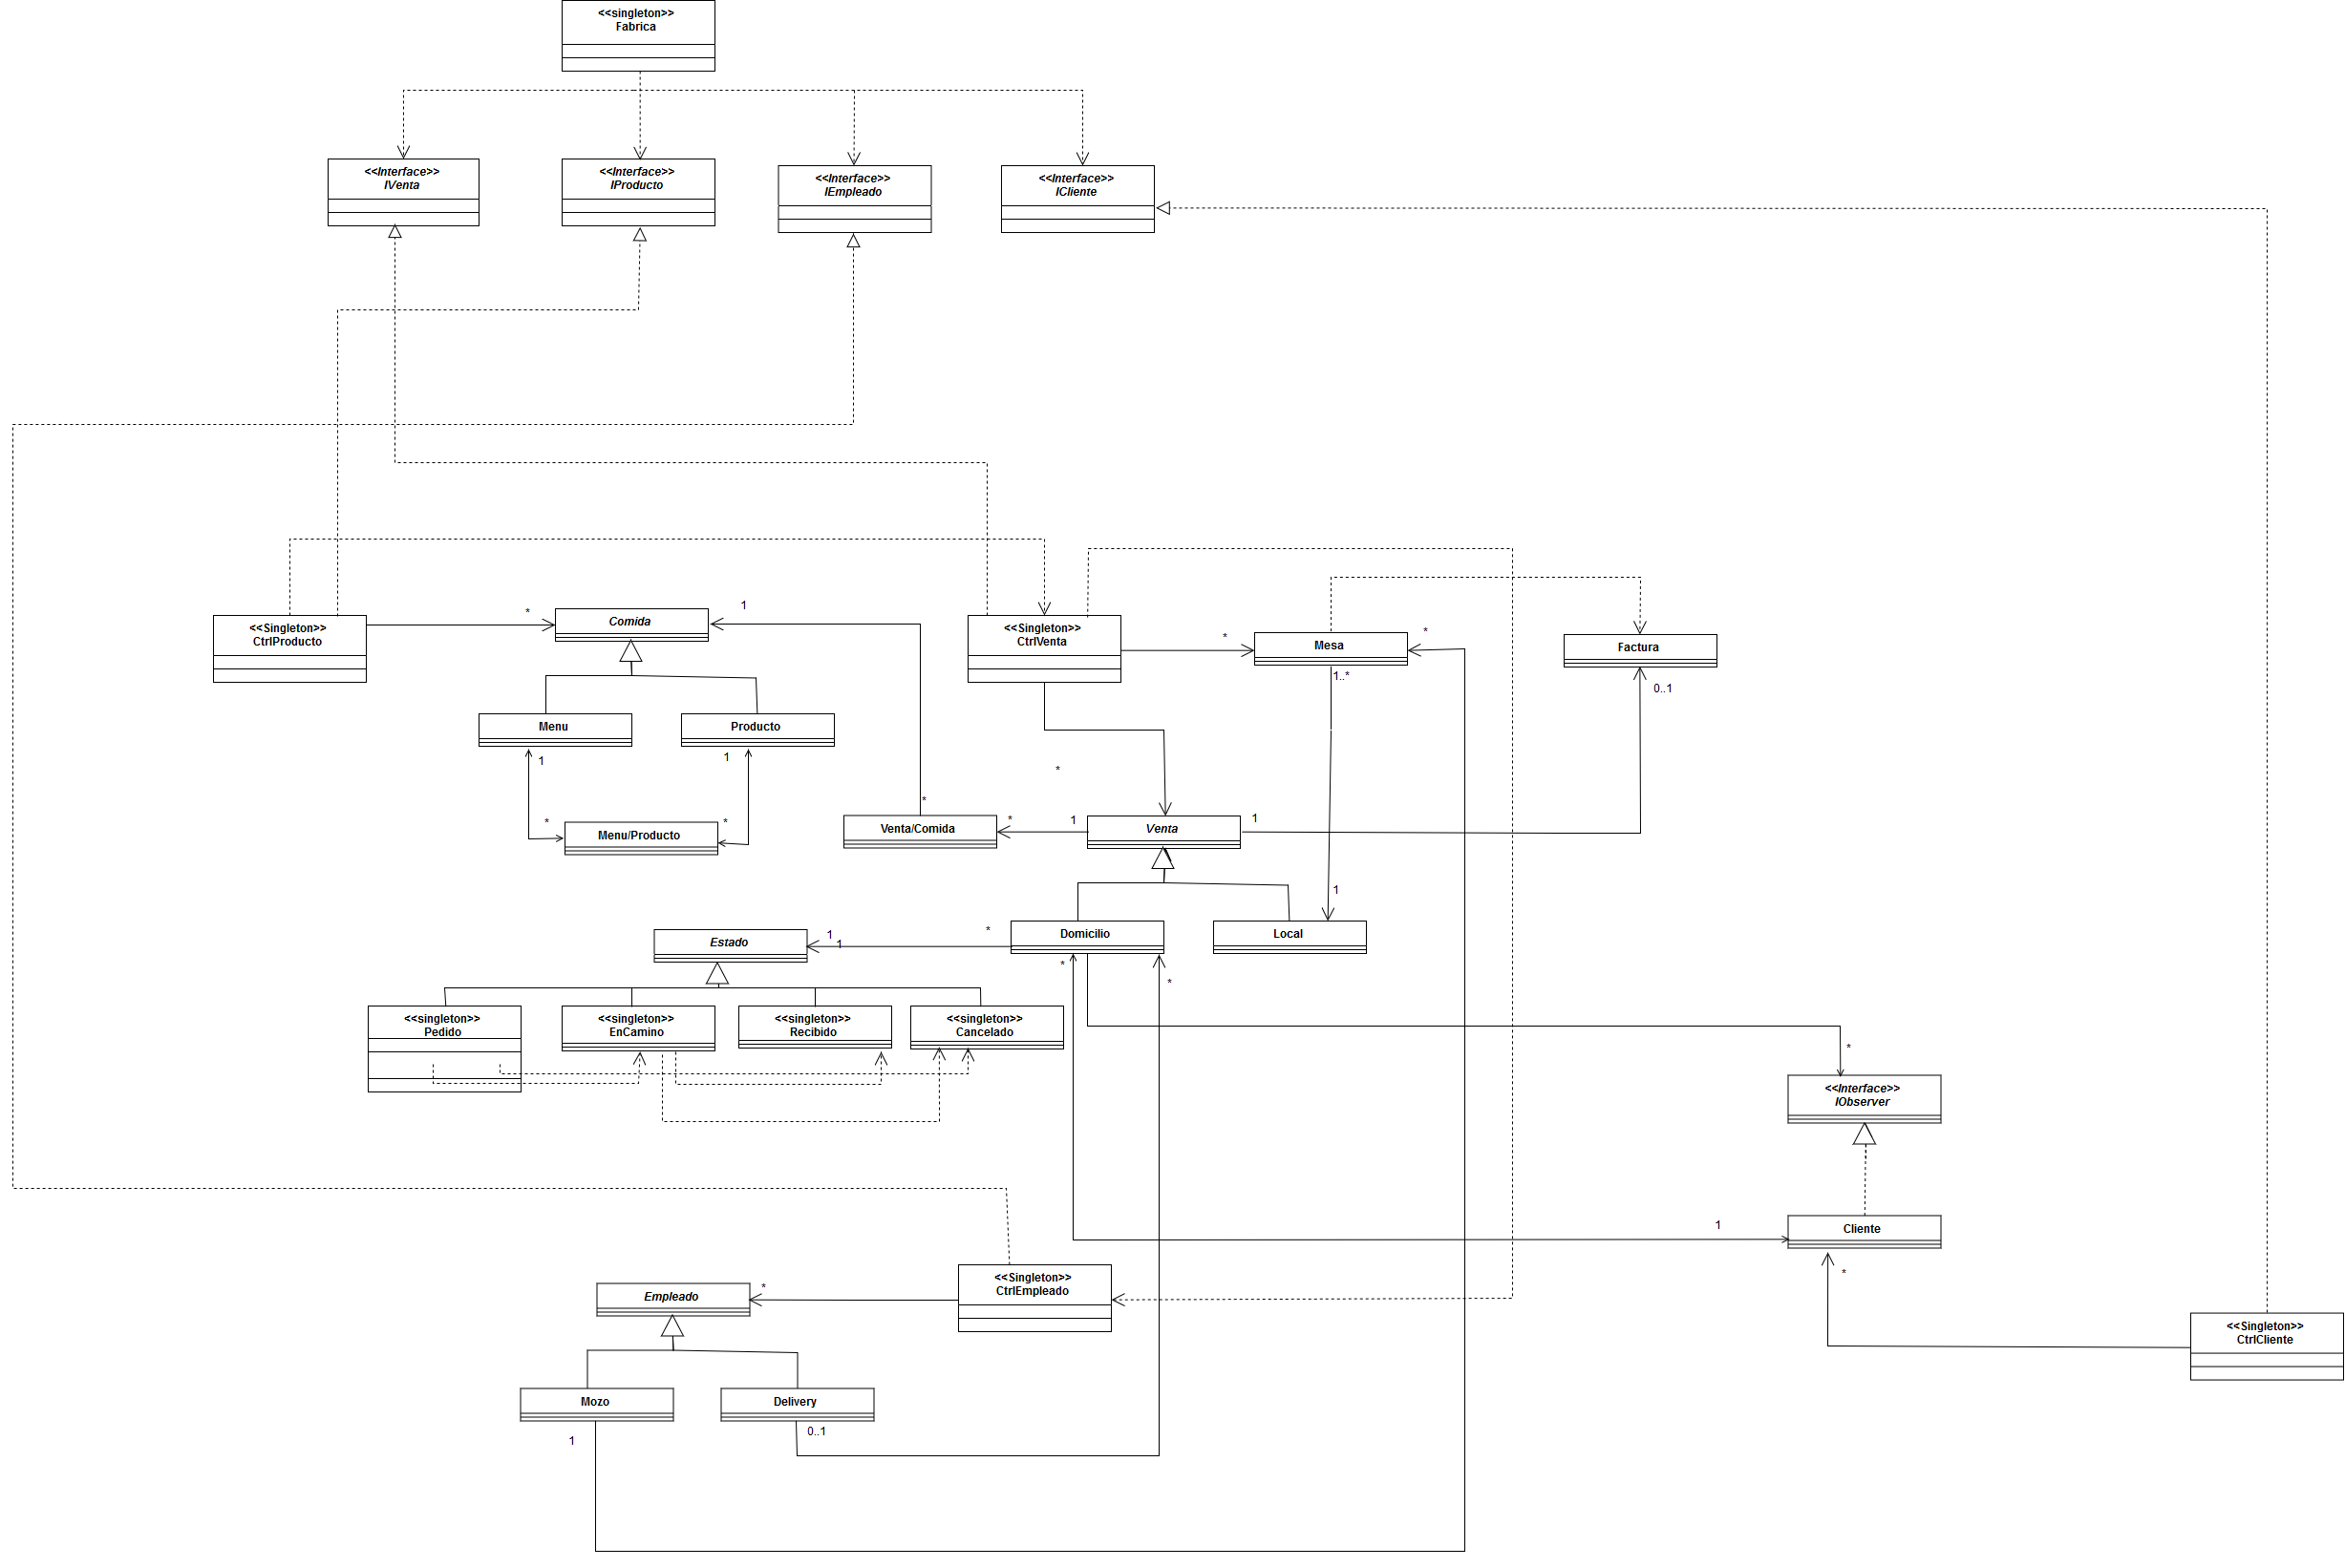 <<singleton>>
Fabrica
<<Interface>>
IVenta
<<Interface>>
IProducto
<<Interface>>
IEmpleado
<<Interface>>
ICliente
<<Singleton>>
CtrlProducto
*
Comida
1
<<Singleton>>
CtrlVenta
*
Mesa
*
1..*
Factura
0..1
Menu
Producto
1
1
*
*
Menu/Producto
*
*
Venta/Comida
*
1
Venta
1
1
Estado
1
1
*
Domicilio
Local
*
*
<<singleton>>
Pedido
<<singleton>>
EnCamino
<<singleton>>
Recibido
<<singleton>>
Cancelado
*
<<Interface>>
IObserver
1
Cliente
*
Empleado
*
<<Singleton>>
CtrlEmpleado
<<Singleton>>
CtrlCliente
Mozo
Delivery
1
0..1